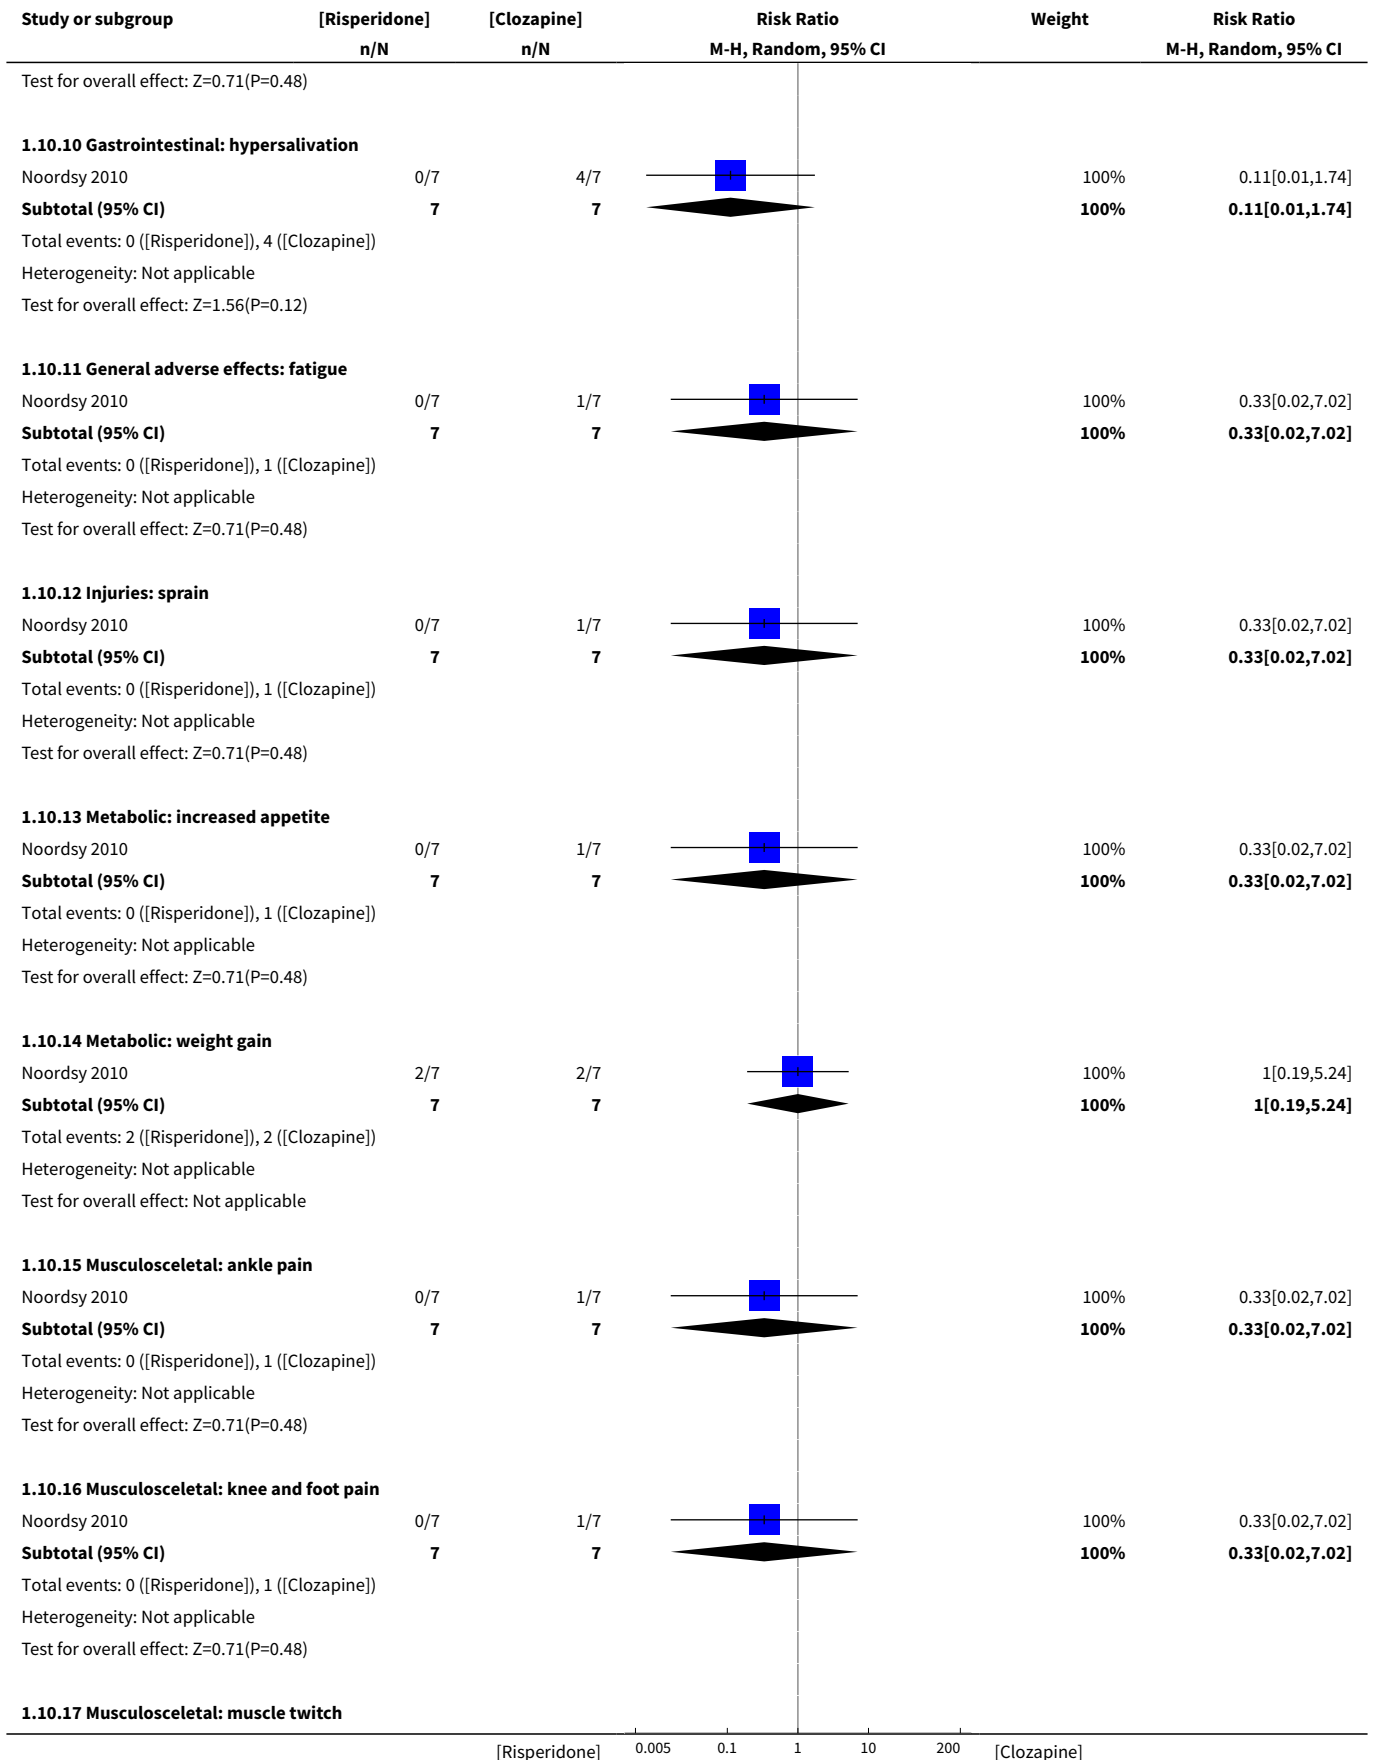 Study or subgroup [Risperidone] [Clozapine] Risk Ratio Weight Risk Ratio
n/N n/N M-H, Random, 95% CI M-H, Random, 95% CI
Test for overall effect: Z=0.71(P=0.48)
1.10.10 Gastrointestinal: hypersalivation
Noordsy 2010 0/7 4/7 100% 0.11[0.01,1.74]
Subtotal (95% CI) 7 7 100% 0.11[0.01,1.74]
Total events: 0 ([Risperidone]), 4 ([Clozapine])
Heterogeneity: Not applicable
Test for overall effect: Z=1.56(P=0.12)
1.10.11 General adverse effects: fatigue
Noordsy 2010 0/7 1/7 100% 0.33[0.02,7.02]
Subtotal (95% CI) 7 7 100% 0.33[0.02,7.02]
Total events: 0 ([Risperidone]), 1 ([Clozapine])
Heterogeneity: Not applicable
Test for overall effect: Z=0.71(P=0.48)
1.10.12 Injuries: sprain
Noordsy 2010 0/7 1/7 100% 0.33[0.02,7.02]
Subtotal (95% CI) 7 7 100% 0.33[0.02,7.02]
Total events: 0 ([Risperidone]), 1 ([Clozapine])
Heterogeneity: Not applicable
Test for overall effect: Z=0.71(P=0.48)
1.10.13 Metabolic: increased appetite
Noordsy 2010 0/7 1/7 100% 0.33[0.02,7.02]
Subtotal (95% CI) 7 7 100% 0.33[0.02,7.02]
Total events: 0 ([Risperidone]), 1 ([Clozapine])
Heterogeneity: Not applicable
Test for overall effect: Z=0.71(P=0.48)
1.10.14 Metabolic: weight gain
Noordsy 2010 2/7 2/7 100% 1[0.19,5.24]
Subtotal (95% CI) 7 7 100% 1[0.19,5.24]
Total events: 2 ([Risperidone]), 2 ([Clozapine])
Heterogeneity: Not applicable
Test for overall effect: Not applicable
1.10.15 Musculosceletal: ankle pain
Noordsy 2010 0/7 1/7 100% 0.33[0.02,7.02]
Subtotal (95% CI) 7 7 100% 0.33[0.02,7.02]
Total events: 0 ([Risperidone]), 1 ([Clozapine])
Heterogeneity: Not applicable
Test for overall effect: Z=0.71(P=0.48)
1.10.16 Musculosceletal: knee and foot pain
Noordsy 2010 0/7 1/7 100% 0.33[0.02,7.02]
Subtotal (95% CI) 7 7 100% 0.33[0.02,7.02]
Total events: 0 ([Risperidone]), 1 ([Clozapine])
Heterogeneity: Not applicable
Test for overall effect: Z=0.71(P=0.48)
1.10.17 Musculosceletal: muscle twitch
[Risperidone] 0.005 0.1 1 10 200 [Clozapine]